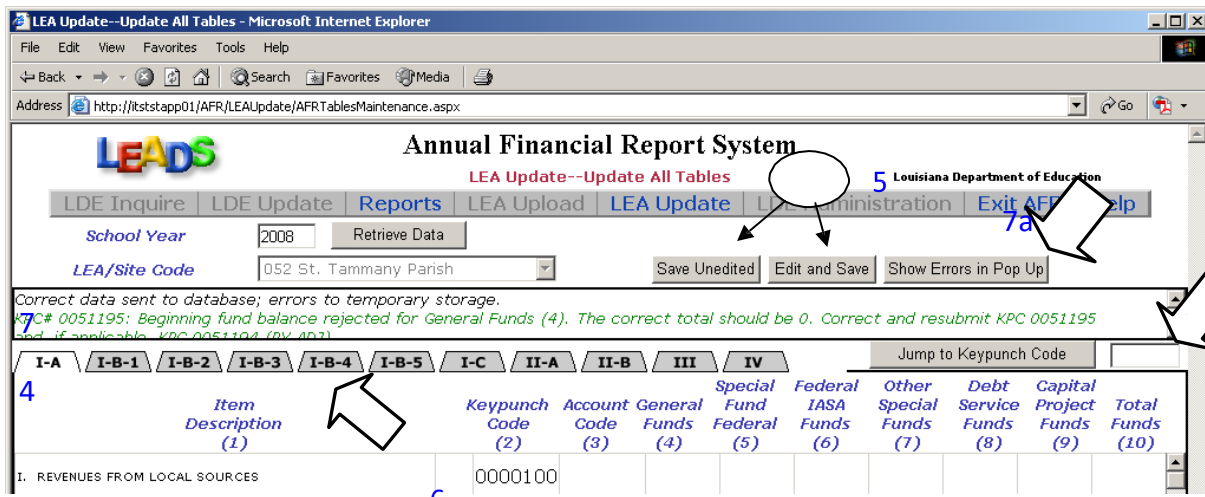 LEA Update--Update All Tables - Microsoft Internet Explorer
File Edit View Favorites Tools Help
Back Search Favorites Media
Address http://itststapp01/AFR/LEAUpdate/AFRTablesMaintenance.aspx Go
LEADS Annual Financial Report System
LEA Update--Update All Tables
5 Louisiana Department of Education
LDE Inquire | LDE Update | Reports | LEA Upload | LEA Update | Exit
7a
School Year 2008 Retrieve Data
LEA/Site Code 052 St. Tammany Parish Save Unedited Edit and Save Show Errors in Pop Up
Correct data sent to database; errors to temporary storage.
KPC# 0051195: Beginning fund balance rejected for General Funds (4). The correct total should be 0. Correct and resubmit KPC 0051195
7
and, if applicable, KPC 0051194 (PY ADJ)
I-A I-B-1 I-B-2 I-B-3 I-B-4 I-B-5 I-C II-A II-B III IV Jump to Keypunch Code
4
Item Description (1) Keypunch Code (2) Account Code (3) General Funds (4) Special Fund Federal (5) Federal IASA Funds (6) Other Special Funds (7) Debt Service Funds (8) Capital Project Funds (9) Total Funds (10)
I. REVENUES FROM LOCAL SOURCES 0000100